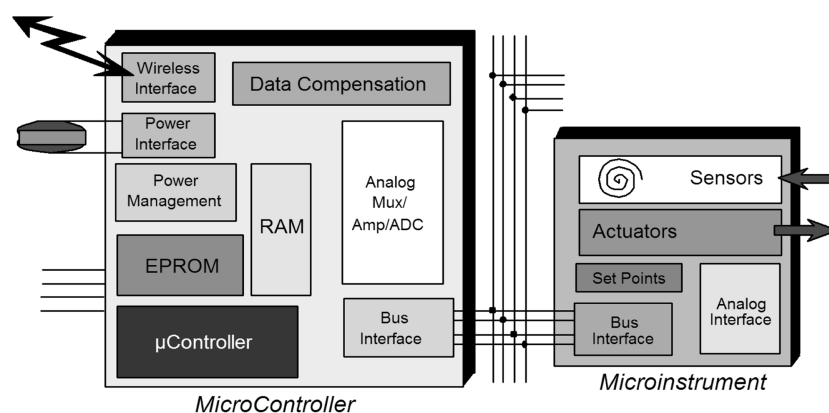 Wireless
Interface
Data Compensation
Power
Interface
Power
Management
RAM
Analog
Mux/
Amp/ADC
EPROM
Bus
Interface
µController
MicroController
Sensors
Actuators
Set Points
Analog
Interface
Bus
Interface
Microinstrument